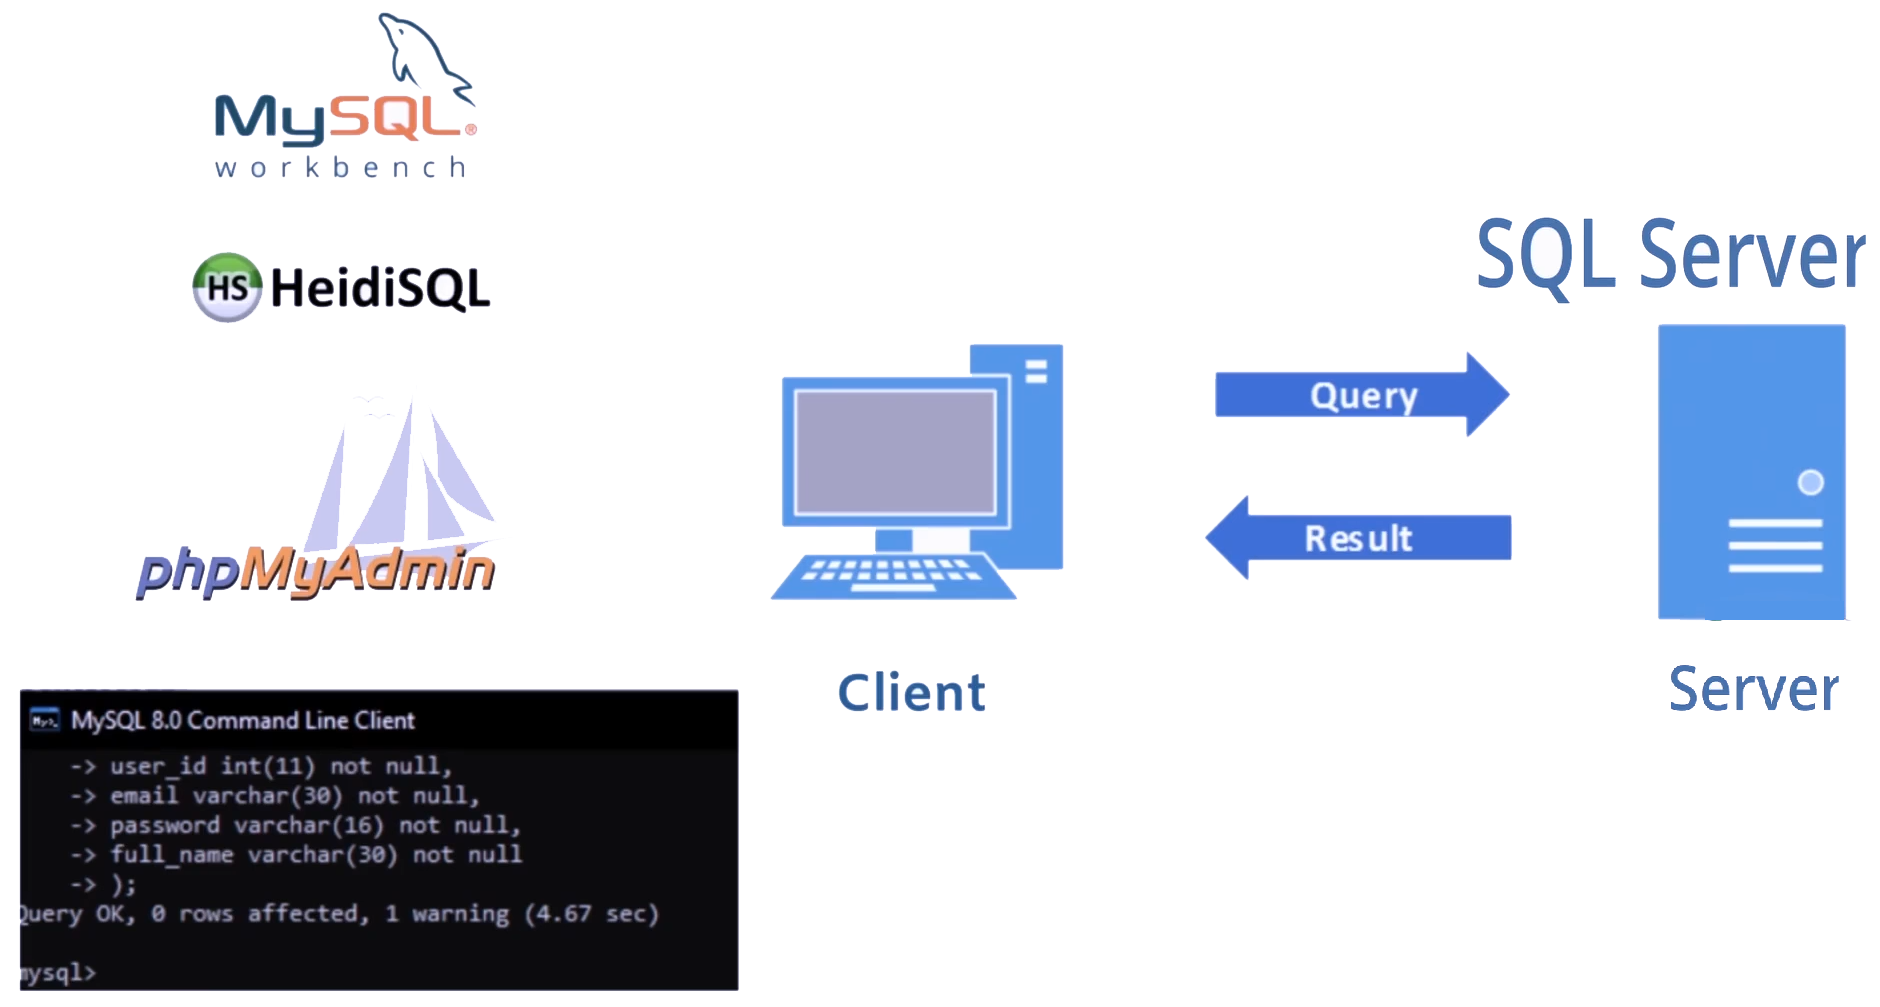 MySQL®
workbench
HS HeidiSQL
phpMyAdmin
MySQL 8.0 Command Line Client
-> user_id int(11) not null,
-> email varchar(30) not null,
-> password varchar(16) not null,
-> full_name varchar(30) not null
-> );
Query OK, 0 rows affected, 1 warning (4.67 sec)
mysql>
Client
Query
Result
SQL Server
Server